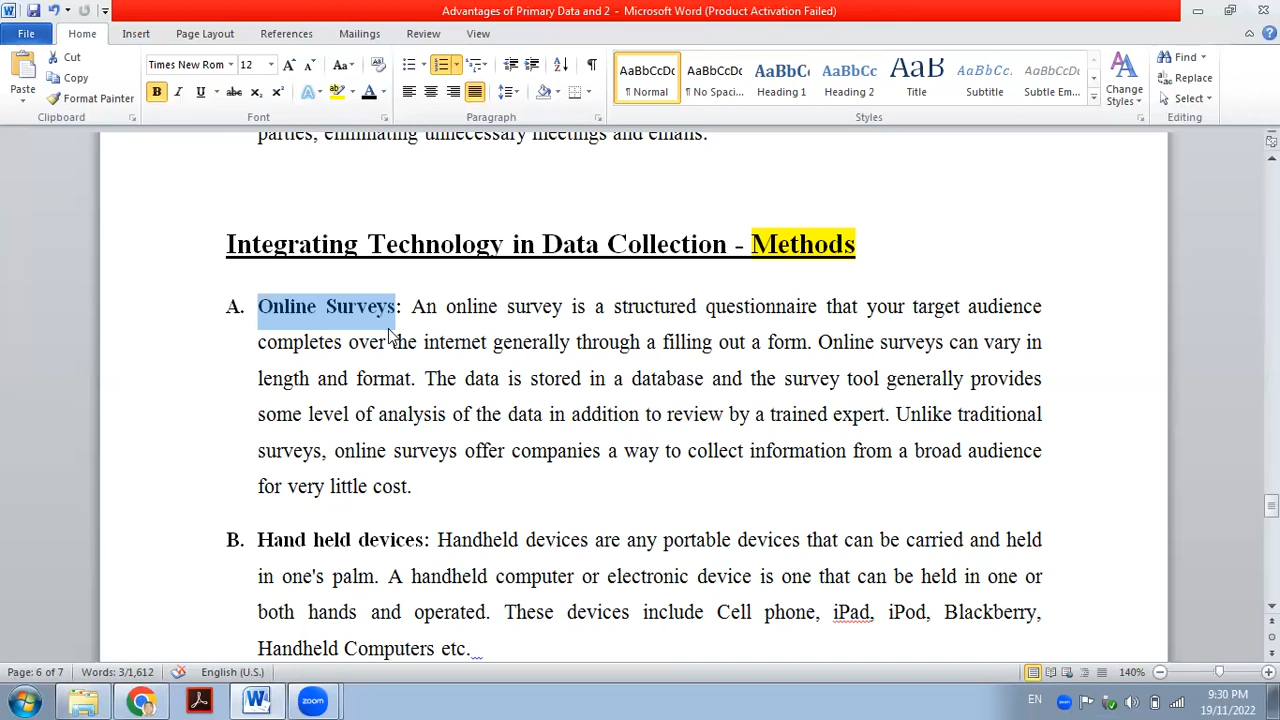 Advantages of Primary Data and 2 - Microsoft Word (Product Activation Failed)
File Home Insert Page Layout References Mailings Review View
Paste Cut Copy Format Painter
Times New Rom 12
AaBbCcDc AaBbCcDc AaBbC AaBbCc AaB AaBbCcL AaBbCcDc
¶ Normal ¶ No Spaci... Heading 1 Heading 2 Title Subtitle Subtle Em...
Change Styles
Find Replace Select
Clipboard Font Paragraph Styles Editing
parties, eliminating unnecessary meetings and emails.
Integrating Technology in Data Collection - Methods
A. Online Surveys: An online survey is a structured questionnaire that your target audience
completes over the internet generally through a filling out a form. Online surveys can vary in
length and format. The data is stored in a database and the survey tool generally provides
some level of analysis of the data in addition to review by a trained expert. Unlike traditional
surveys, online surveys offer companies a way to collect information from a broad audience
for very little cost.
B. Hand held devices: Handheld devices are any portable devices that can be carried and held
in one's palm. A handheld computer or electronic device is one that can be held in one or
both hands and operated. These devices include Cell phone, iPad, iPod, Blackberry,
Handheld Computers etc.
Page: 6 of 7 Words: 3/1,612 English (U.S.) 140%
zoom EN 9:30 PM
19/11/2022